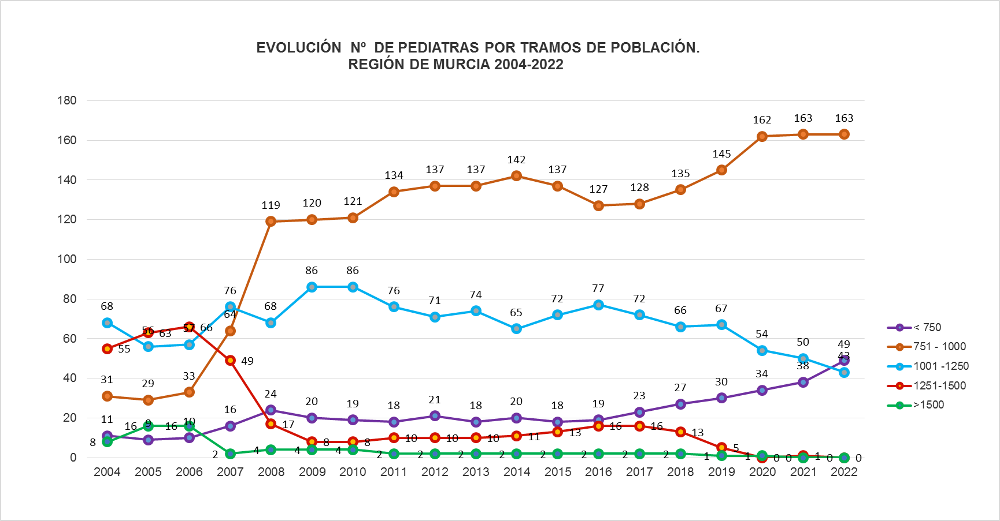 EVOLUCIÓN Nº DE PEDIATRAS POR TRAMOS DE POBLACIÓN.
REGIÓN DE MURCIA 2004-2022
180
160
140
120
100
80
60
40
20
0
31 29 33 64 119 120 121 134 137 137 142 137 127 128 135 145 162 163 163
68 56 57 76 68 86 86 76 71 74 65 72 77 72 66 67 54 50 43
55 63 66 49 17 8 8 10 10 10 11 13 16 16 13 5 0 1 0
11 9 10 16 24 20 19 18 21 18 20 18 19 23 27 30 34 38 49
8 16 16 2 4 4 4 2 2 2 2 2 2 2 2 1 1 0 0
2004 2005 2006 2007 2008 2009 2010 2011 2012 2013 2014 2015 2016 2017 2018 2019 2020 2021 2022
< 750
751 - 1000
1001 -1250
1251-1500
>1500